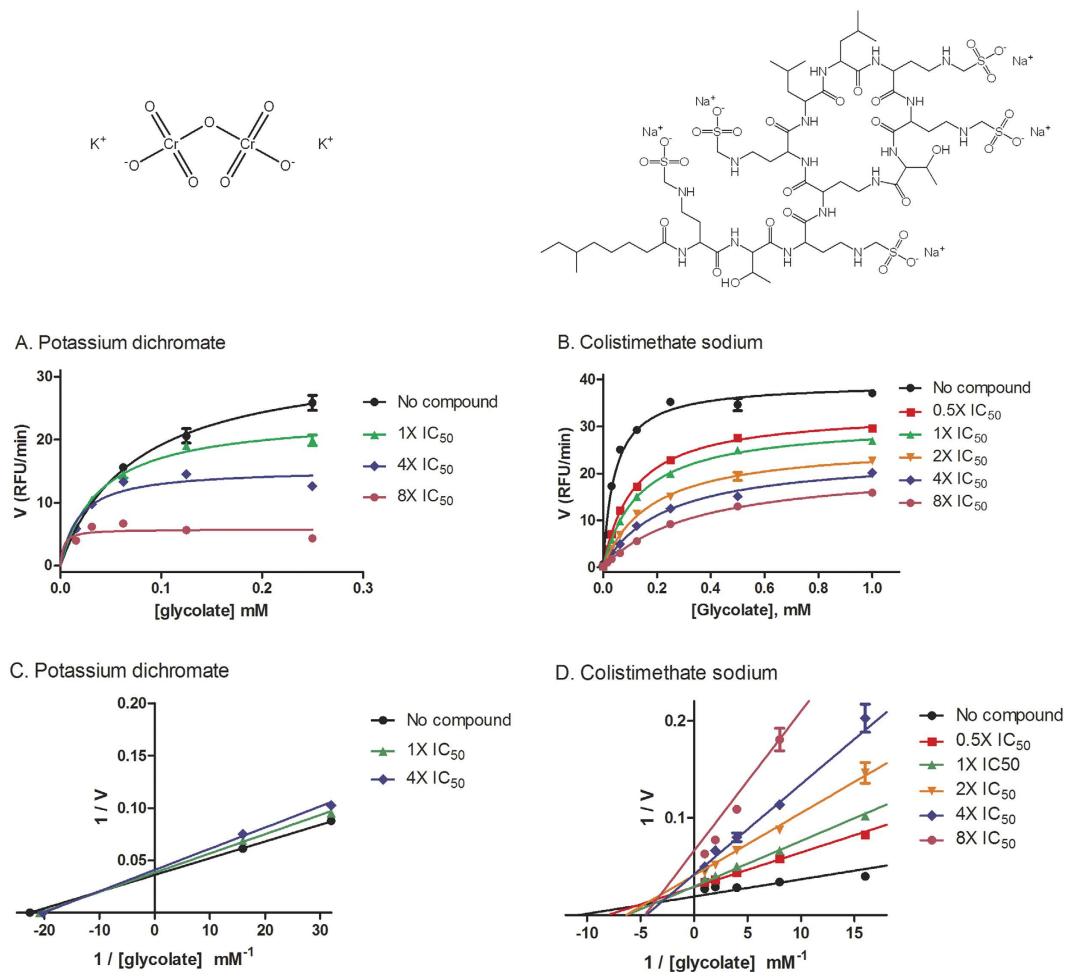 K⁺ ⁻O Cr O O O Cr O O O⁻ K⁺
A. Potassium dichromate
V (RFU/min)
30
20
10
0
0.0 0.1 0.2 0.3
[glycolate] mM
No compound
1X IC₅₀
4X IC₅₀
8X IC₅₀
B. Colistimethate sodium
V (RFU/min)
40
30
20
10
0
0.0 0.2 0.4 0.6 0.8 1.0
[Glycolate], mM
No compound
0.5X IC₅₀
1X IC₅₀
2X IC₅₀
4X IC₅₀
8X IC₅₀
C. Potassium dichromate
1 / V
0.20
0.15
0.10
0.05
-20 -10 0 10 20 30
1 / [glycolate] mM⁻¹
No compound
1X IC₅₀
4X IC₅₀
D. Colistimethate sodium
1 / V
0.2
0.1
-10 -5 0 5 10 15
1 / [glycolate] mM⁻¹
No compound
0.5X IC₅₀
1X IC50
2X IC₅₀
4X IC₅₀
8X IC₅₀